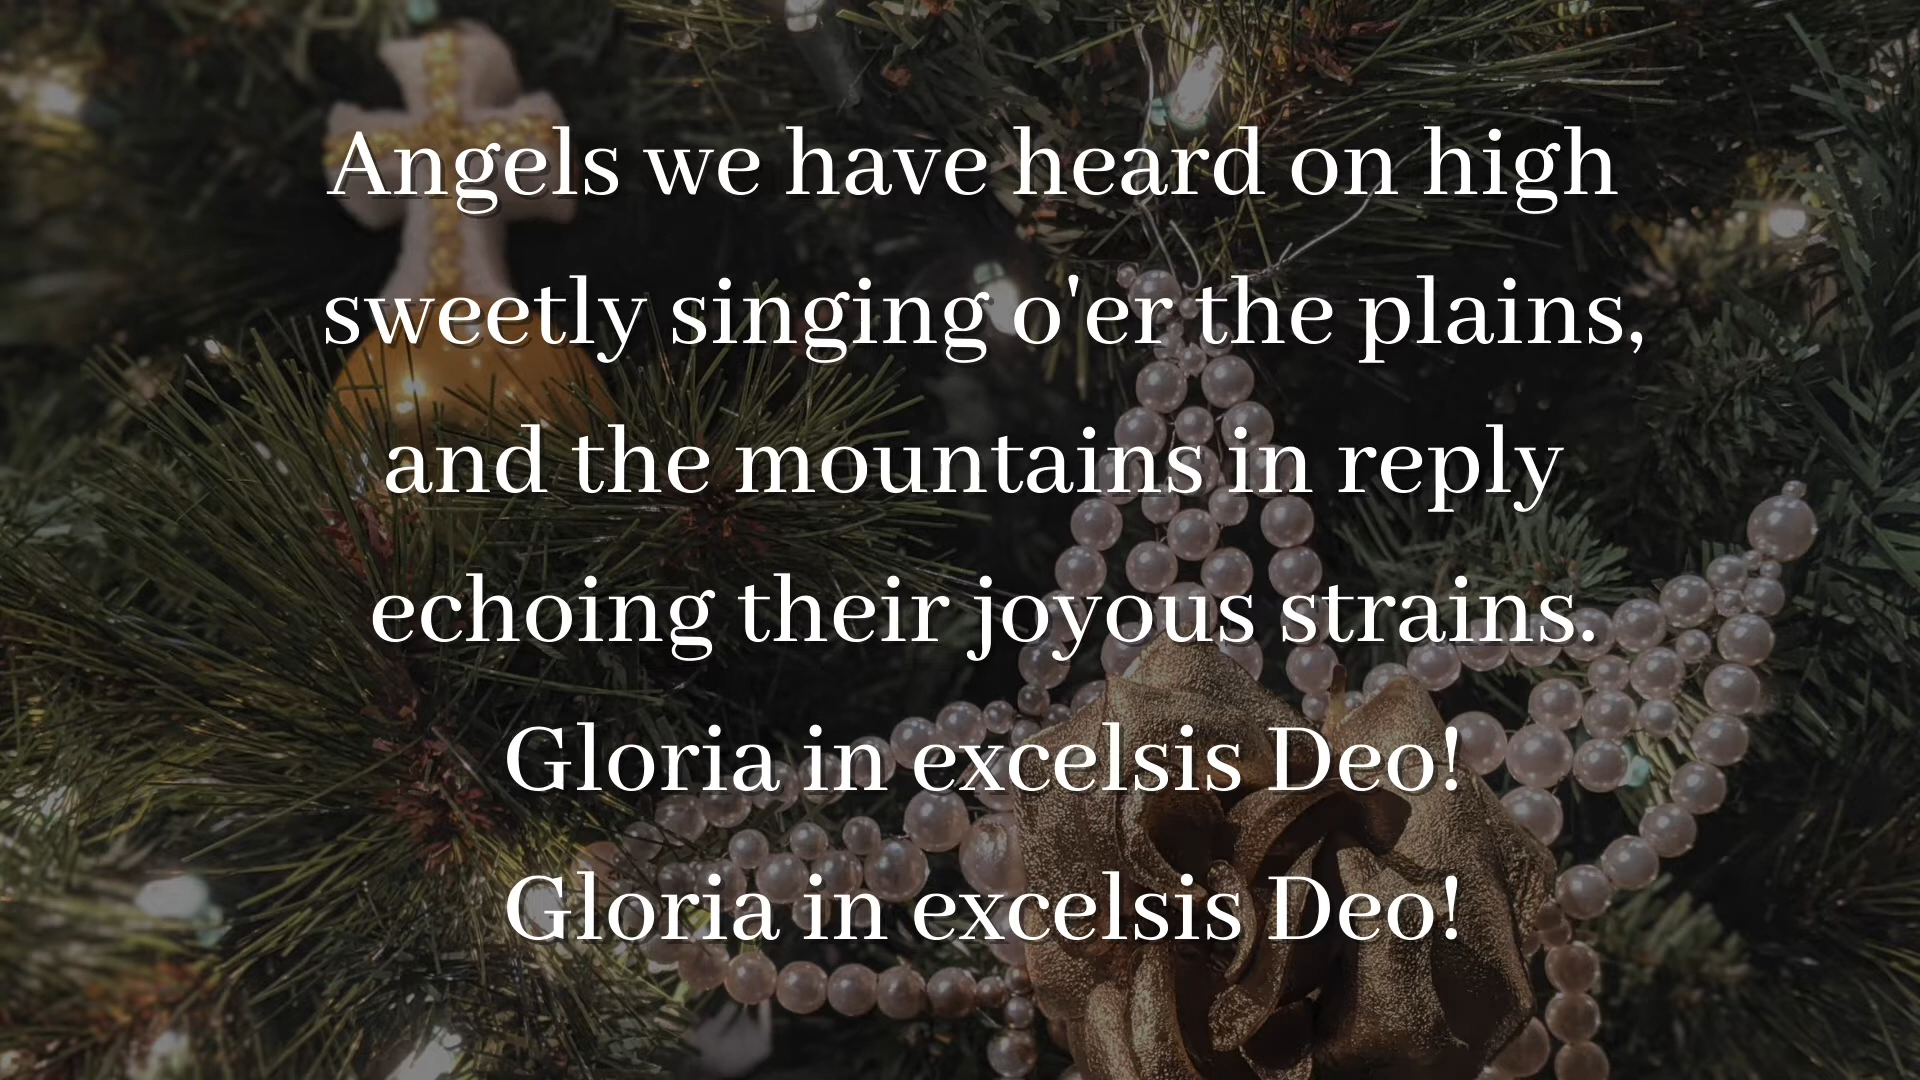 Angels we have heard on high
sweetly singing o'er the plains,
and the mountains in reply
echoing their joyous strains.
Gloria in excelsis Deo!
Gloria in excelsis Deo!